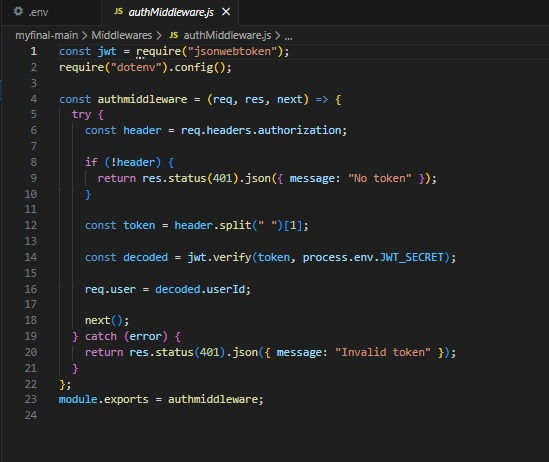 .env
JS authMiddleware.js ×
myfinal-main > Middlewares > JS authMiddleware.js > ...
1 const jwt = require("jsonwebtoken");
2 require("dotenv").config();
3
4 const authmiddleware = (req, res, next) => {
5 try {
6 const header = req.headers.authorization;
7
8 if (!header) {
9 return res.status(401).json({ message: "No token" });
10 }
11
12 const token = header.split(" ")[1];
13
14 const decoded = jwt.verify(token, process.env.JWT_SECRET);
15
16 req.user = decoded.userId;
17
18 next();
19 } catch (error) {
20 return res.status(401).json({ message: "Invalid token" });
21 }
22 };
23 module.exports = authmiddleware;
24